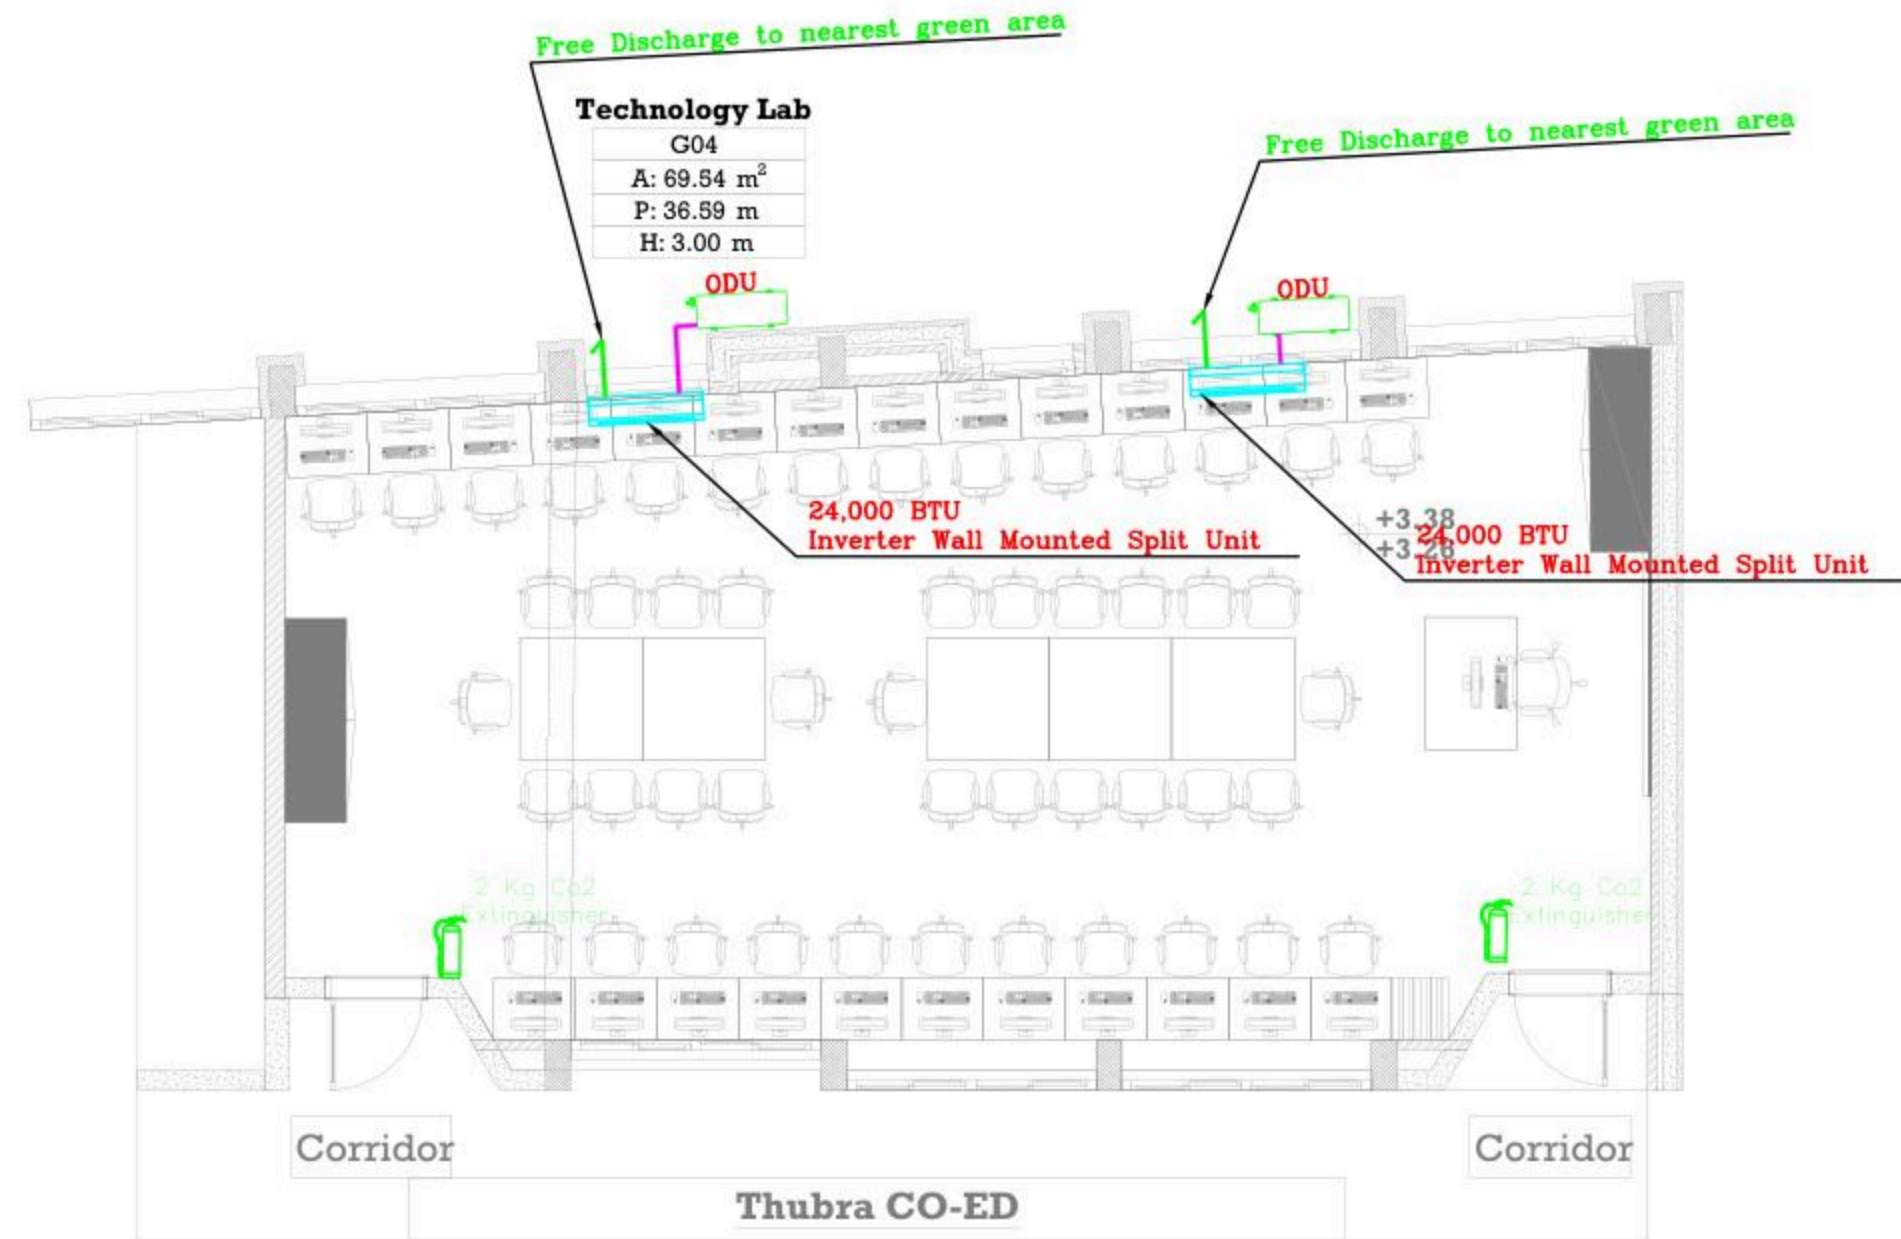 Free Discharge to nearest green area
Technology Lab
G04
A: 69.54 m²
P: 36.59 m
H: 3.00 m
Free Discharge to nearest green area
ODU
ODU
24,000 BTU
Inverter Wall Mounted Split Unit
+3.38
+3.26
24,000 BTU
Inverter Wall Mounted Split Unit
2 Kg Co2
Extinguisher
2 Kg Co2
Extinguisher
Corridor
Corridor
Thubra CO-ED